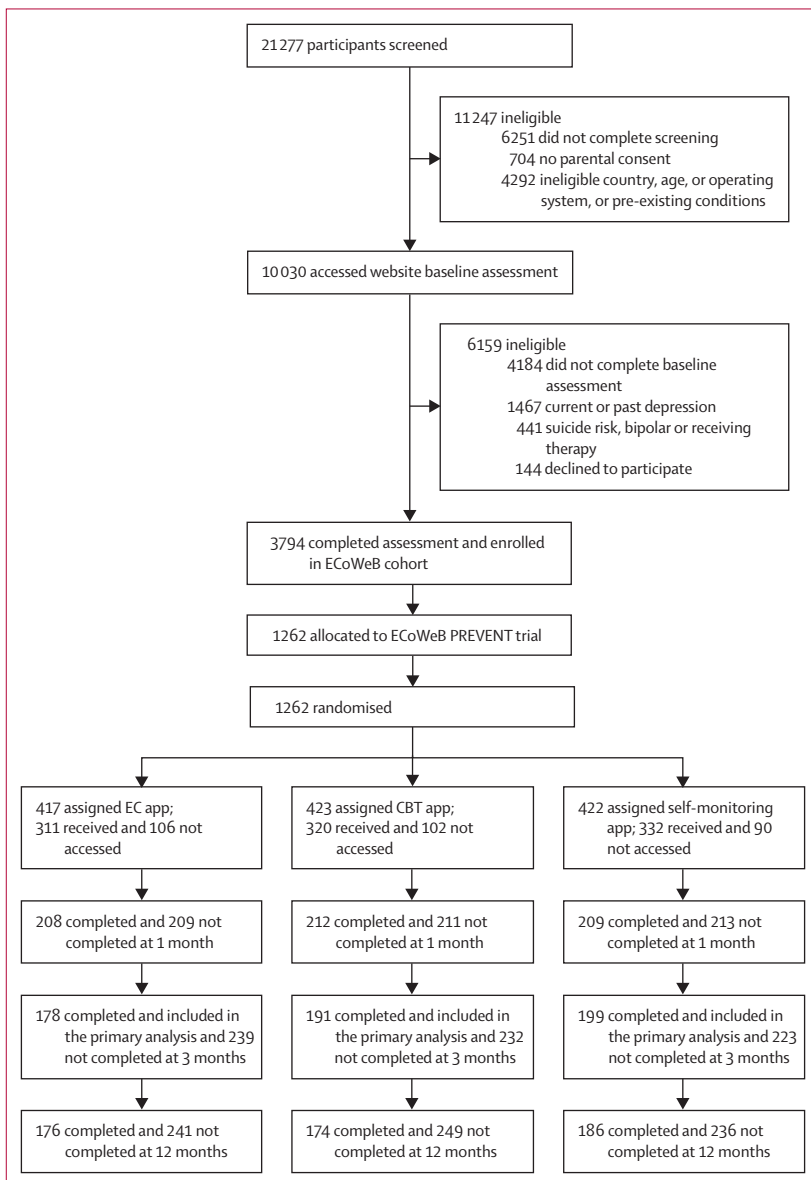 21277 participants screened
11247 ineligible
6251 did not complete screening
704 no parental consent
4292 ineligible country, age, or operating
system, or pre-existing conditions
10030 accessed website baseline assessment
6159 ineligible
4184 did not complete baseline
assessment
1467 current or past depression
441 suicide risk, bipolar or receiving
therapy
144 declined to participate
3794 completed assessment and enrolled
in ECoWeB cohort
1262 allocated to ECoWeB PREVENT trial
1262 randomised
417 assigned EC app;
311 received and 106 not
accessed
423 assigned CBT app;
320 received and 102 not
accessed
422 assigned self-monitoring
app; 332 received and 90
not accessed
208 completed and 209 not
completed at 1 month
212 completed and 211 not
completed at 1 month
209 completed and 213 not
completed at 1 month
178 completed and included in
the primary analysis and 239
not completed at 3 months
191 completed and included in
the primary analysis and 232
not completed at 3 months
199 completed and included in
the primary analysis and 223
not completed at 3 months
176 completed and 241 not
completed at 12 months
174 completed and 249 not
completed at 12 months
186 completed and 236 not
completed at 12 months